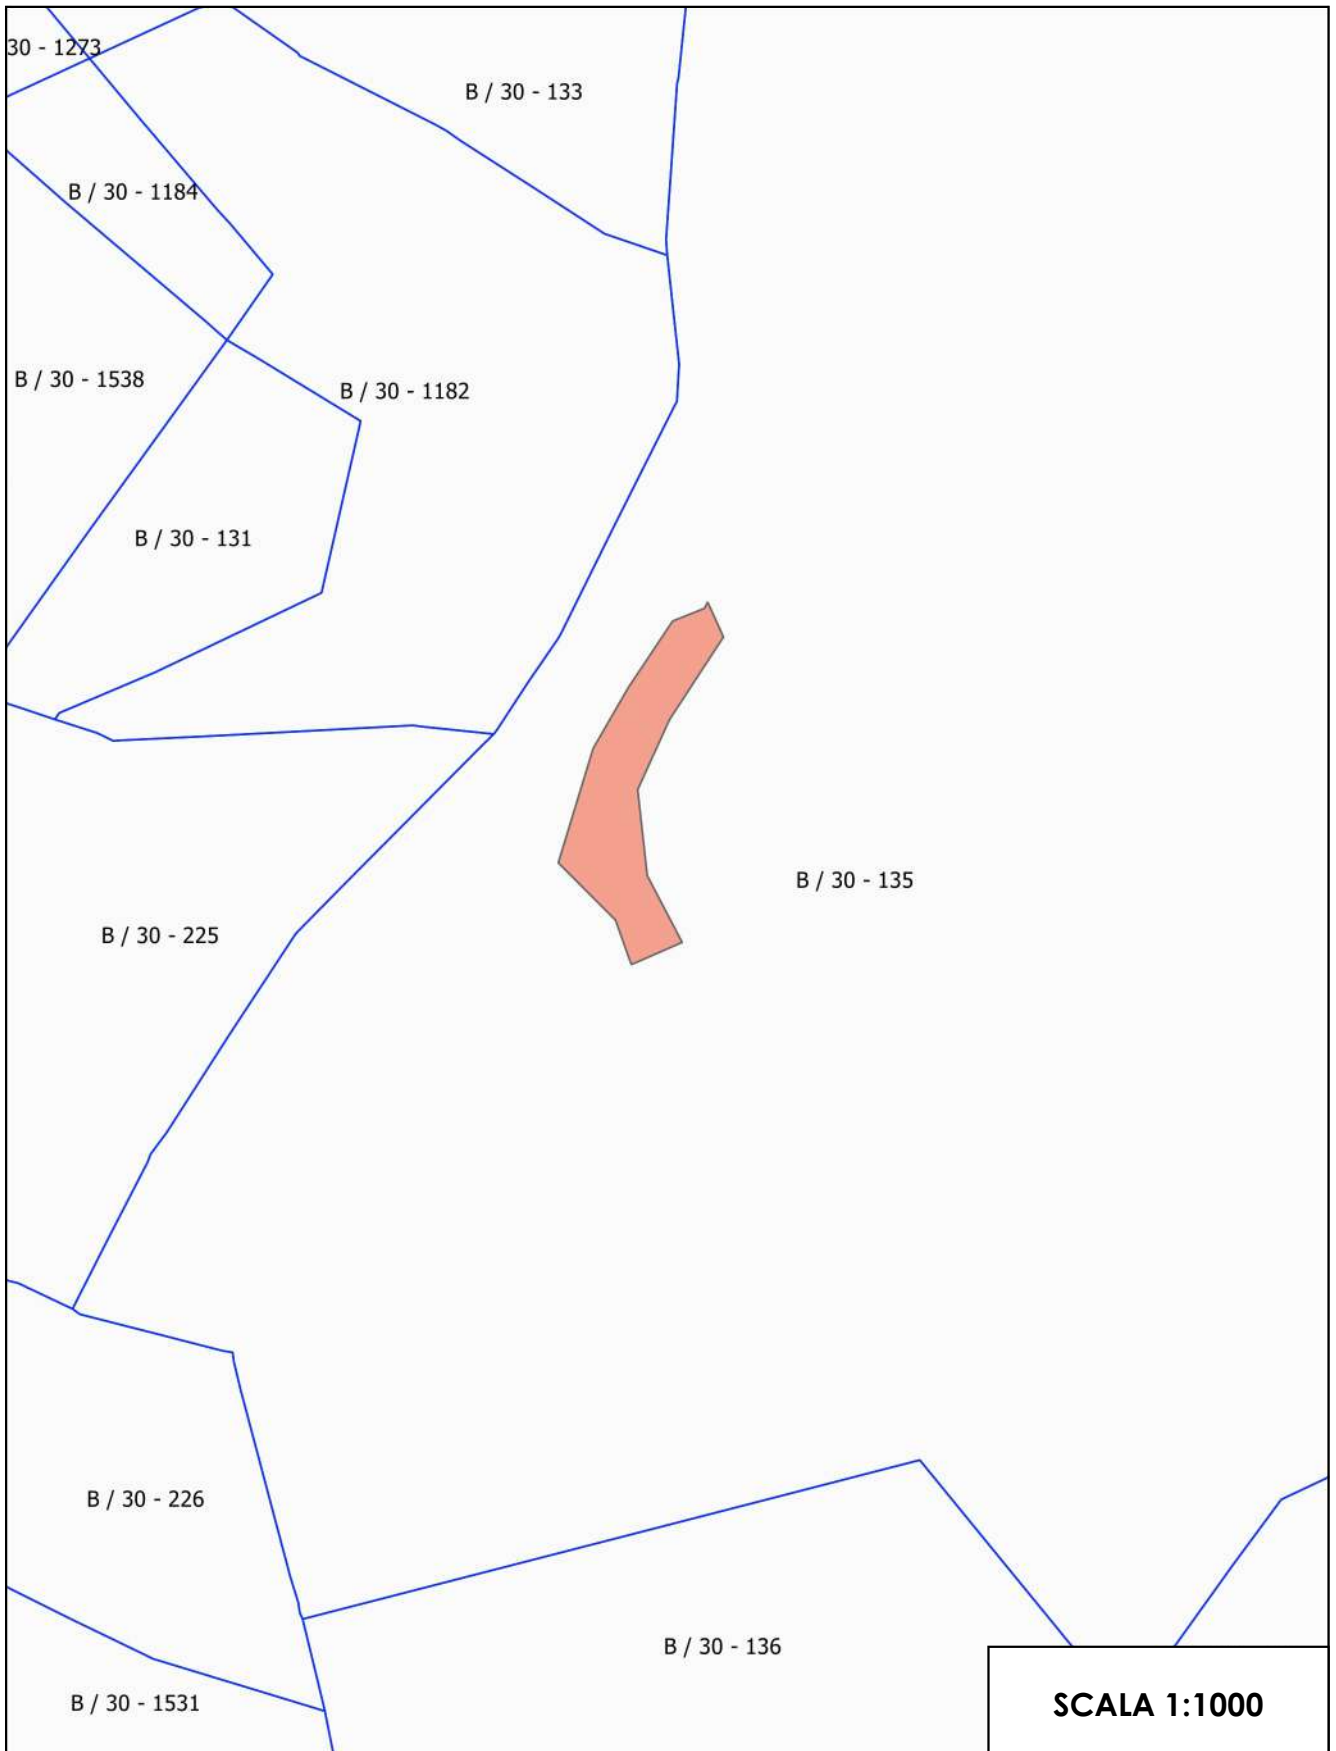 30 - 1273
B / 30 - 133
B / 30 - 1184
B / 30 - 1538
B / 30 - 1182
B / 30 - 131
B / 30 - 135
B / 30 - 225
B / 30 - 226
B / 30 - 136
B / 30 - 1531
SCALA 1:1000